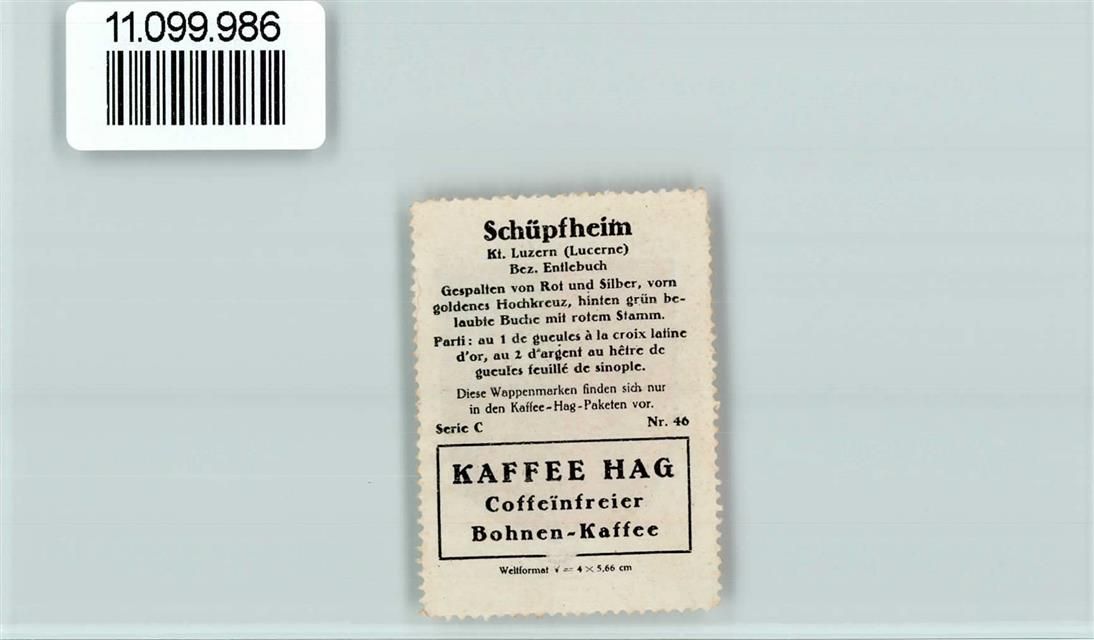 11.099.986
Schüpfheim
Kt. Luzern (Lucerne)
Bez. Entlebuch
Gespalten von Rot und Silber, vorn
goldenes Hochkreuz, hinten grün be-
laubte Buche mit rotem Stamm.
Parti : au 1 de gueules à la croix latine
d'or, au 2 d'argent au hêtre de
gueules feuillé de sinople.
Diese Wappenmarken finden sich nur
in den Kaffee-Hag-Paketen vor.
Serie C Nr. 46
KAFFEE HAG
Coffeïnfreier
Bohnen-Kaffee
Weltformat V = 4 × 5,66 cm